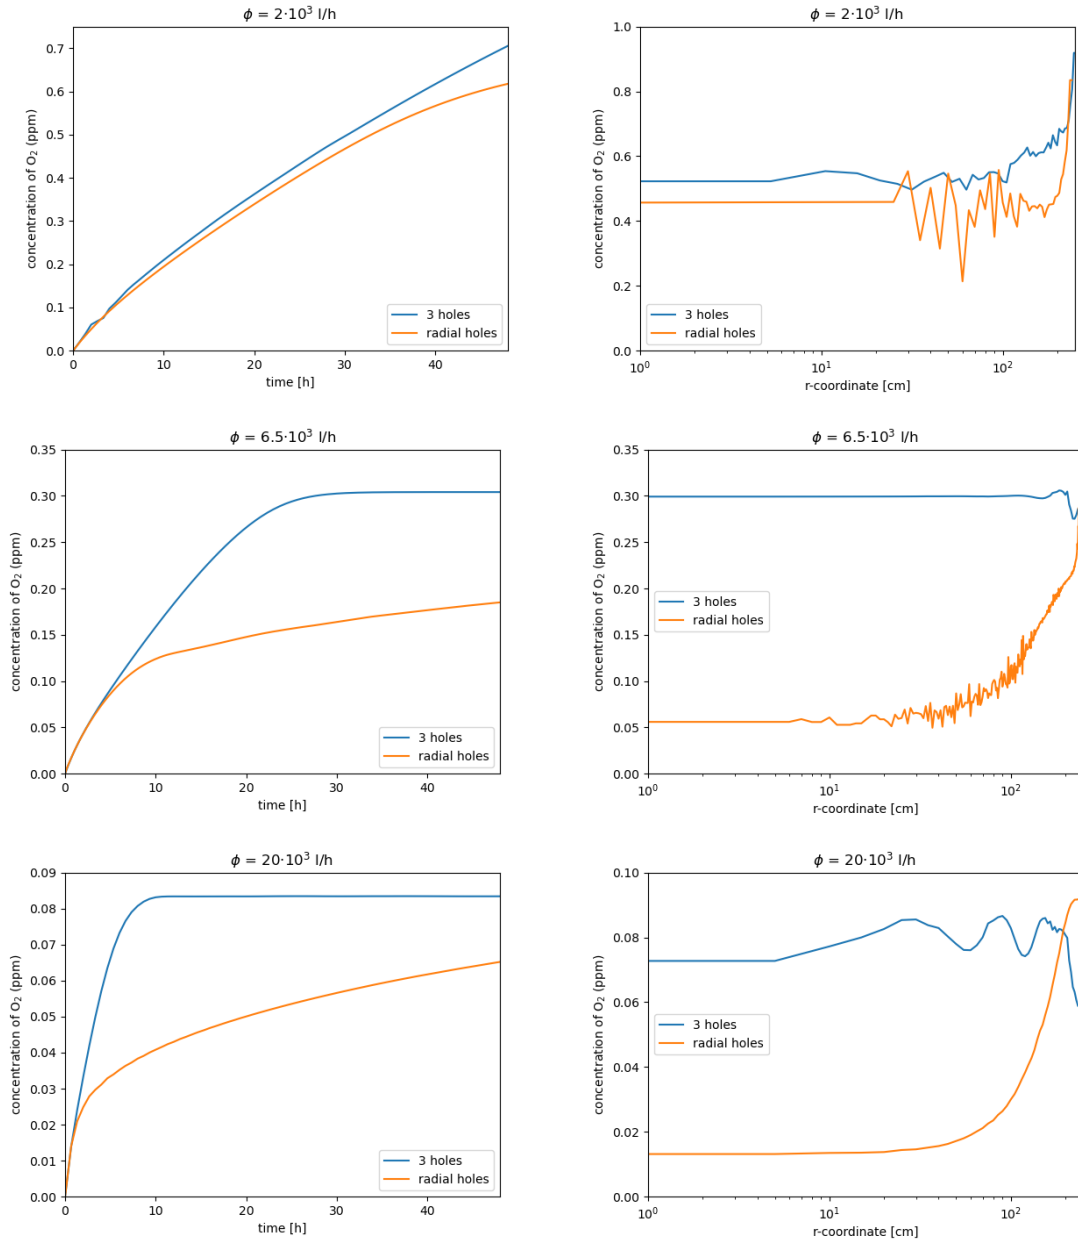 ϕ = 2·10³ l/h
concentration of O₂ (ppm)
0.7
0.6
0.5
0.4
0.3
0.2
0.1
0.0
3 holes
radial holes
0 10 20 30 40
time [h]
ϕ = 2·10³ l/h
concentration of O₂ (ppm)
1.0
0.8
0.6
0.4
0.2
0.0
3 holes
radial holes
10⁰ 10¹ 10²
r-coordinate [cm]
ϕ = 6.5·10³ l/h
concentration of O₂ (ppm)
0.35
0.30
0.25
0.20
0.15
0.10
0.05
0.00
3 holes
radial holes
0 10 20 30 40
time [h]
ϕ = 6.5·10³ l/h
concentration of O₂ (ppm)
0.35
0.30
0.25
0.20
0.15
0.10
0.05
0.00
3 holes
radial holes
10⁰ 10¹ 10²
r-coordinate [cm]
ϕ = 20·10³ l/h
concentration of O₂ (ppm)
0.09
0.08
0.07
0.06
0.05
0.04
0.03
0.02
0.01
0.00
3 holes
radial holes
0 10 20 30 40
time [h]
ϕ = 20·10³ l/h
concentration of O₂ (ppm)
0.10
0.08
0.06
0.04
0.02
0.00
3 holes
radial holes
10⁰ 10¹ 10²
r-coordinate [cm]